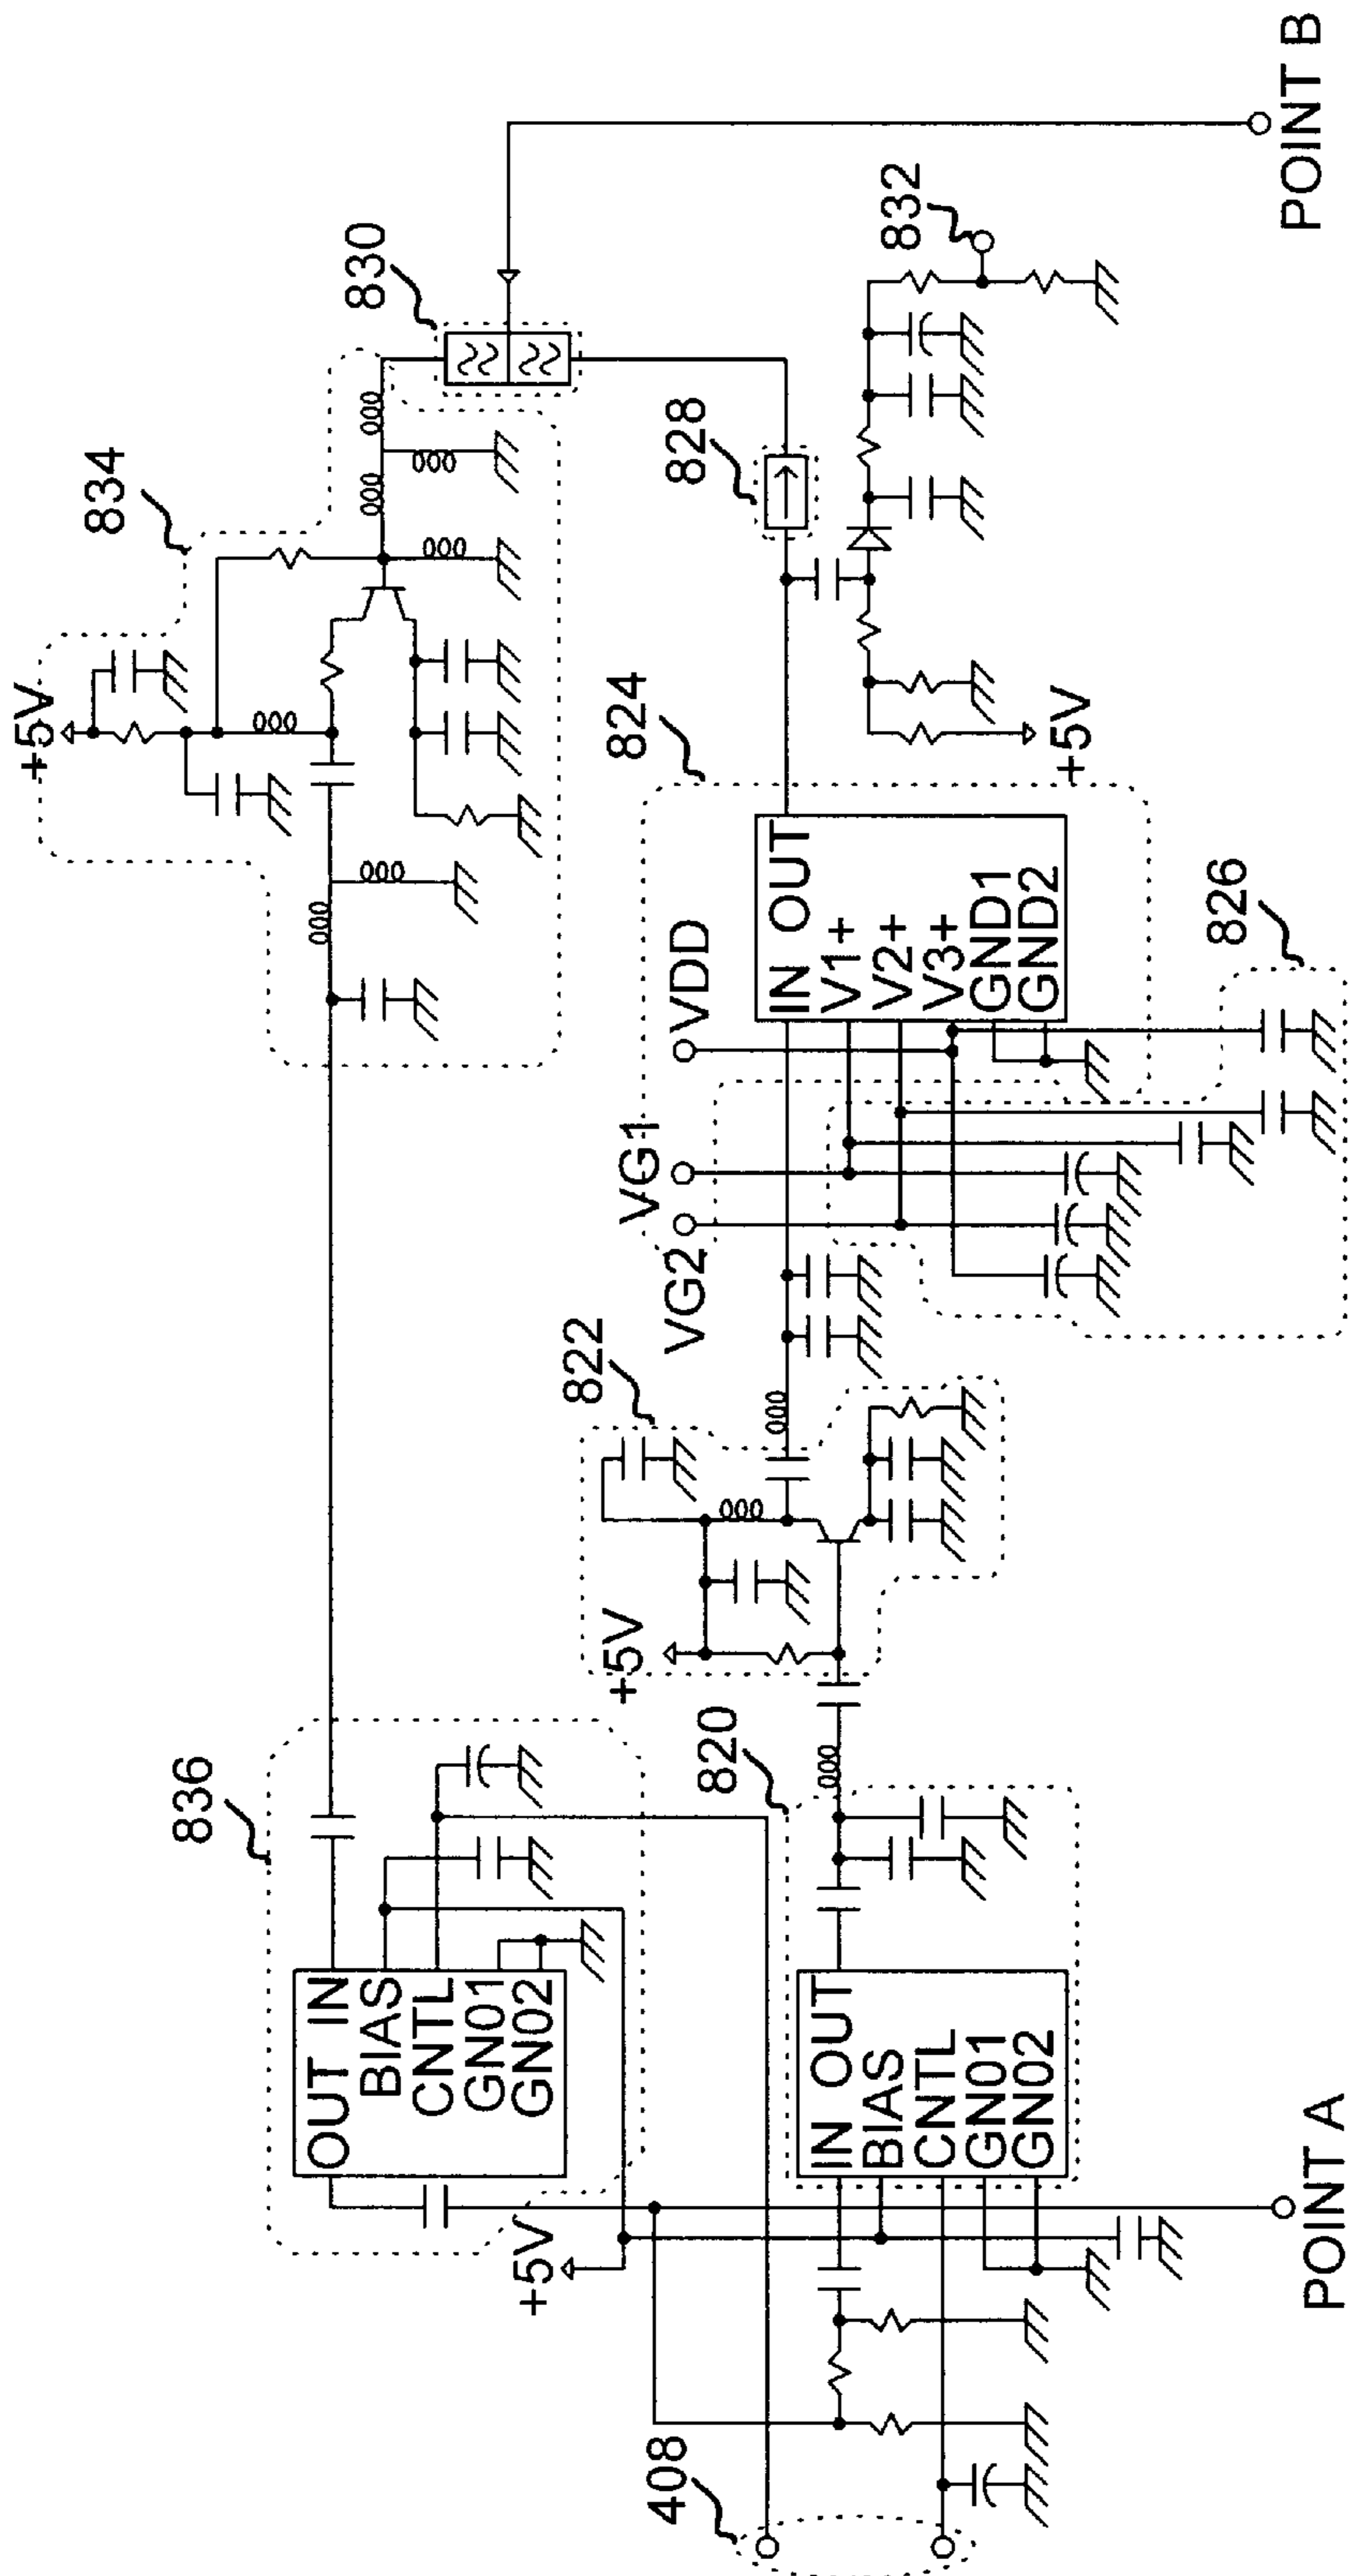 +5V
834
830
POINT B
832
828
824
+5V
VDD
VG1
VG2
IN OUT
V1+
V2+
V3+
GND1
GND2
826
822
+5V
836
OUT IN
BIAS
CNTL
GN01
GN02
+5V
820
IN OUT
BIAS
CNTL
GN01
GN02
408
POINT A